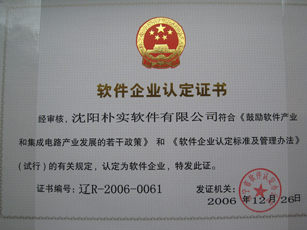 软件企业认定证书
经审核，沈阳朴实软件有限公司符合《鼓励软件产业
和集成电路产业发展的若干政策》和《软件企业认定标准及管理办法》
（试行）的有关规定，认定为软件企业，特发此证。
证书编号：辽R-2006-0061 发证机关：
2006 年12月 26日